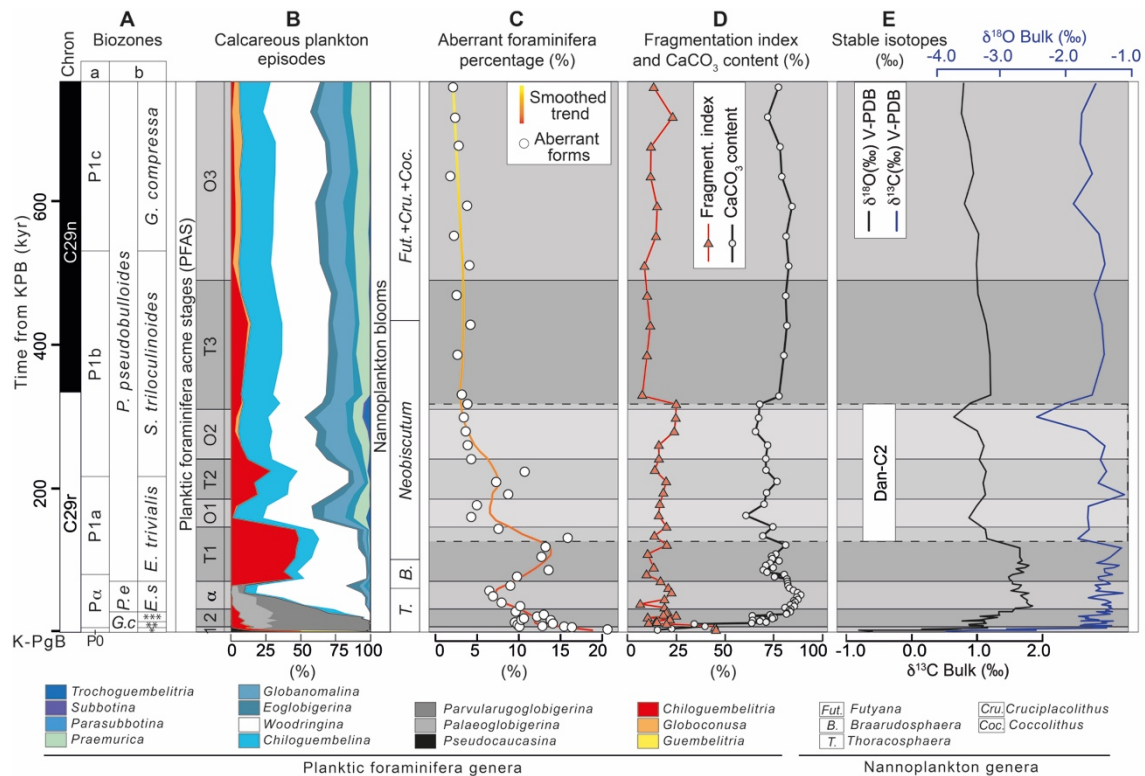 A
B
C
D
E
Biozones
Calcareous plankton
episodes
Aberrant foraminifera
percentage (%)
Fragmentation index
and CaCO3 content (%)
Stable isotopes
(‰)
δ18O Bulk (‰)
-4.0 -3.0 -2.0 -1.0
Chron
a
b
Time from KPB (kyr)
600
400
200
C29n
C29r
K-PgB
P1c
P1b
P1a
Pα
P0
P. pseudobulloides
P.e
G.c
G. compressa
S. triloculinoides
E. trivialis
E.s
***
**
Planktic foraminifera acme stages (PFAS)
O3
T3
O2
T2
O1
T1
α
2
1
Nannoplankton blooms
Fut.+Cru.+Coc.
Neobiscutum
B.
T.
Smoothed
trend
Aberrant
forms
Fragment. index
CaCO3 content
δ18O(‰) V-PDB
δ13C(‰) V-PDB
Dan-C2
0 25 50 75 100
(%)
0 5 10 15 20
(%)
0 25 50 75 100
(%)
-1.0 0.0 1.0 2.0
δ13C Bulk (‰)
Trochoguembelitria
Subbotina
Parasubbotina
Praemurica
Globanomalina
Eoglobigerina
Wondringina
Chiloguembelina
Parvularugoglobigerina
Palaeoglobigerina
Pseudocaucasina
Chiloguembelitria
Globoconusa
Guembelitria
Fut. Futyana
B. Braarudosphaera
T. Thoracosphaera
Cru. Cruciplacolithus
Coc. Coccolithus
Planktic foraminifera genera
Nannoplankton genera